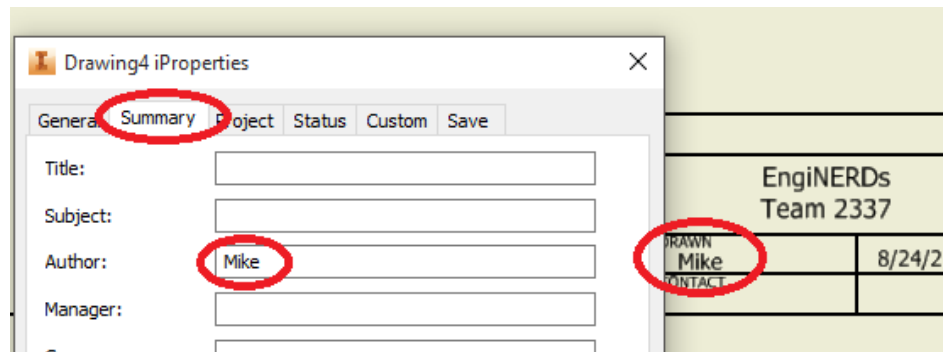 Drawing4 iProperties
General Summary Project Status Custom Save
Title:
Subject:
Author: Mike
Manager:
EngiNERDs
Team 2337
DRAWN
Mike 8/24/2
CONTACT